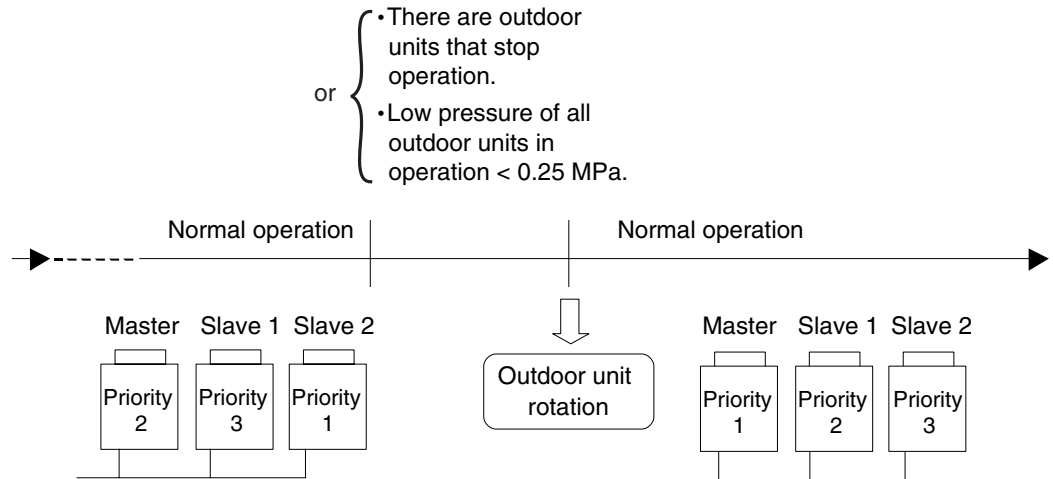 •There are outdoor
units that stop
operation.
or
•Low pressure of all
outdoor units in
operation < 0.25 MPa.
Normal operation
Normal operation
Master Slave 1 Slave 2
Priority
2
Priority
3
Priority
1
Outdoor unit
rotation
Master Slave 1 Slave 2
Priority
1
Priority
2
Priority
3